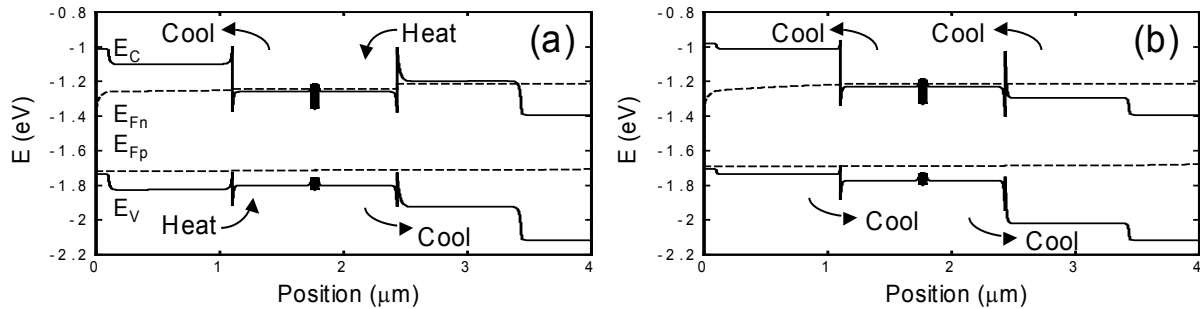 -0.8
-1
-1.2
-1.4
-1.6
-1.8
-2
-2.2
E (eV)
Cool
Heat
(a)
E_C
E_Fn
E_Fp
E_V
Heat
Cool
0
1
2
3
4
Position (μm)
-0.8
-1
-1.2
-1.4
-1.6
-1.8
-2
-2.2
E (eV)
Cool
Cool
(b)
Cool
Cool
0
1
2
3
4
Position (μm)